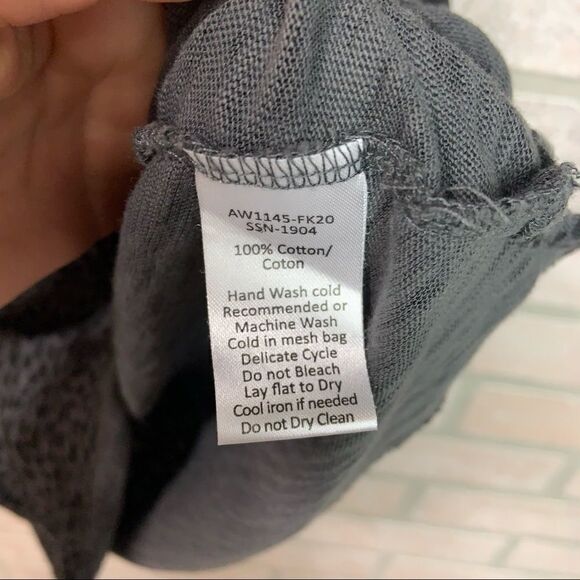 AW1145-FK20
SSN-1904
100% Cotton/
Coton
Hand Wash cold
Recommended or
Machine Wash
Cold in mesh bag
Delicate Cycle
Do not Bleach
Lay flat to Dry
Cool iron if needed
Do not Dry Clean